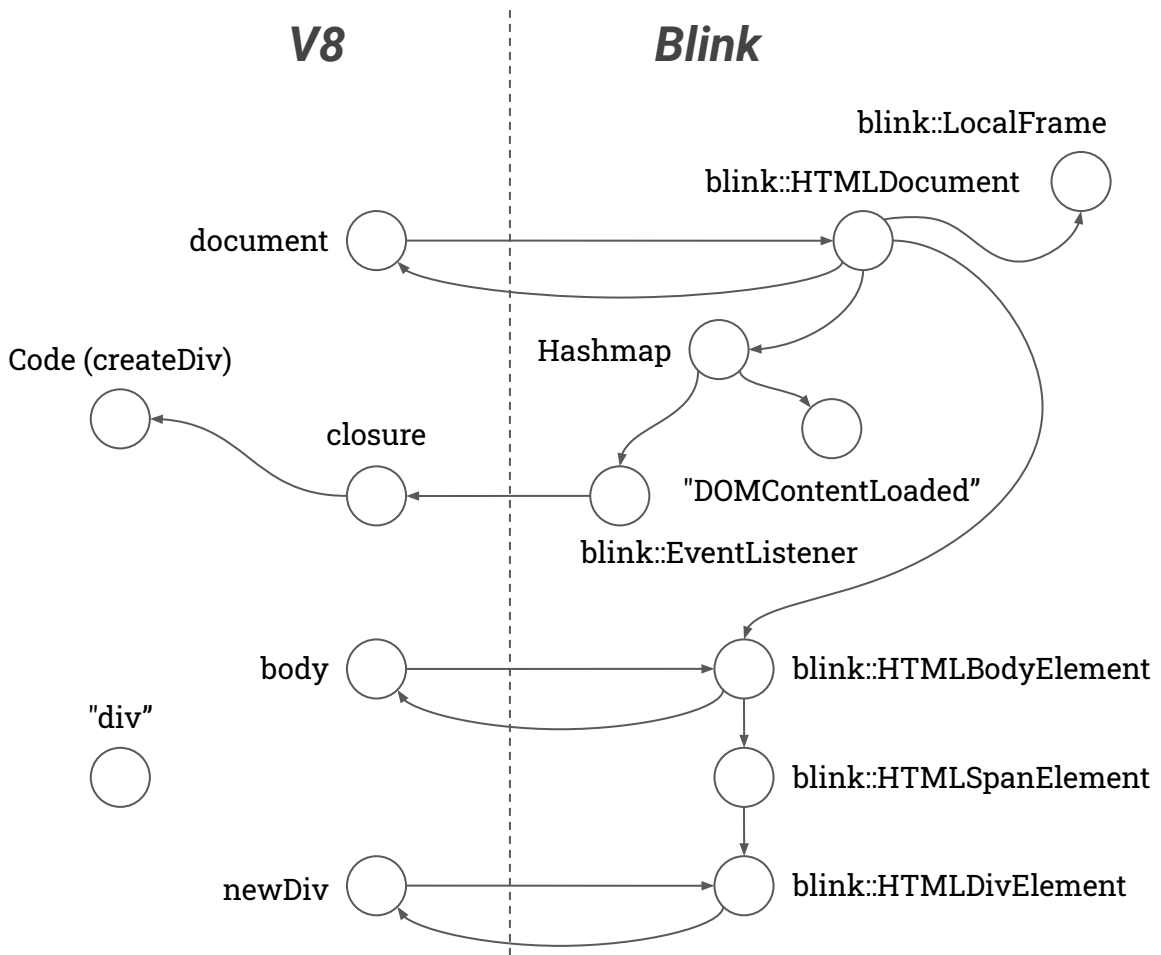 V8
Blink
blink::LocalFrame
blink::HTMLDocument
document
Hashmap
Code (createDiv)
closure
"DOMContentLoaded”
blink::EventListener
body
blink::HTMLBodyElement
"div”
blink::HTMLSpanElement
newDiv
blink::HTMLDivElement